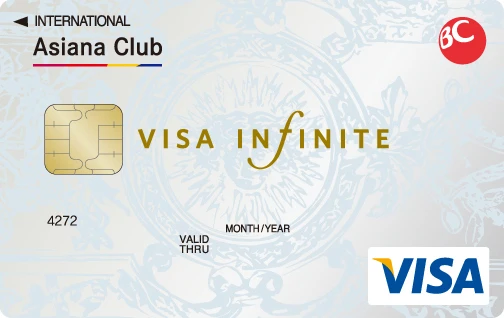 INTERNATIONAL
Asiana Club
BC
VISA INfINITE
4272
MONTH/YEAR
VALID
THRU
VISA